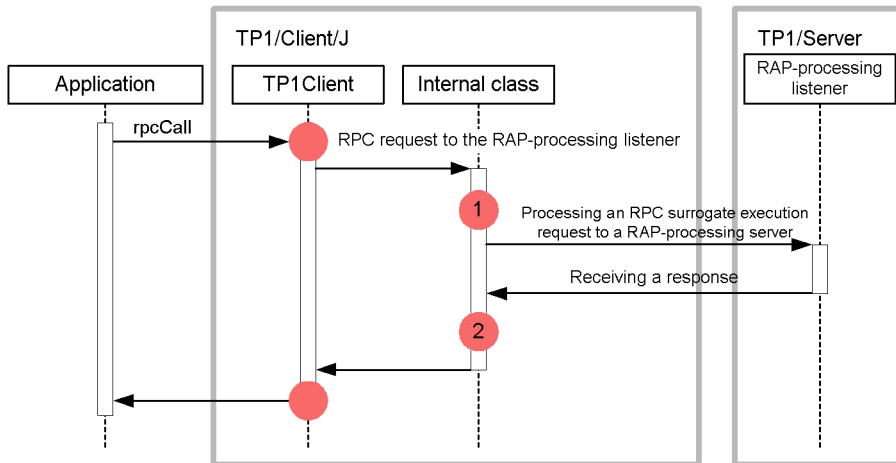 TP1/Client/J
TP1/Server
Application
TP1Client
Internal class
RAP-processing
listener
rpcCall
RPC request to the RAP-processing listener
1
Processing an RPC surrogate execution
request to a RAP-processing server
Receiving a response
2